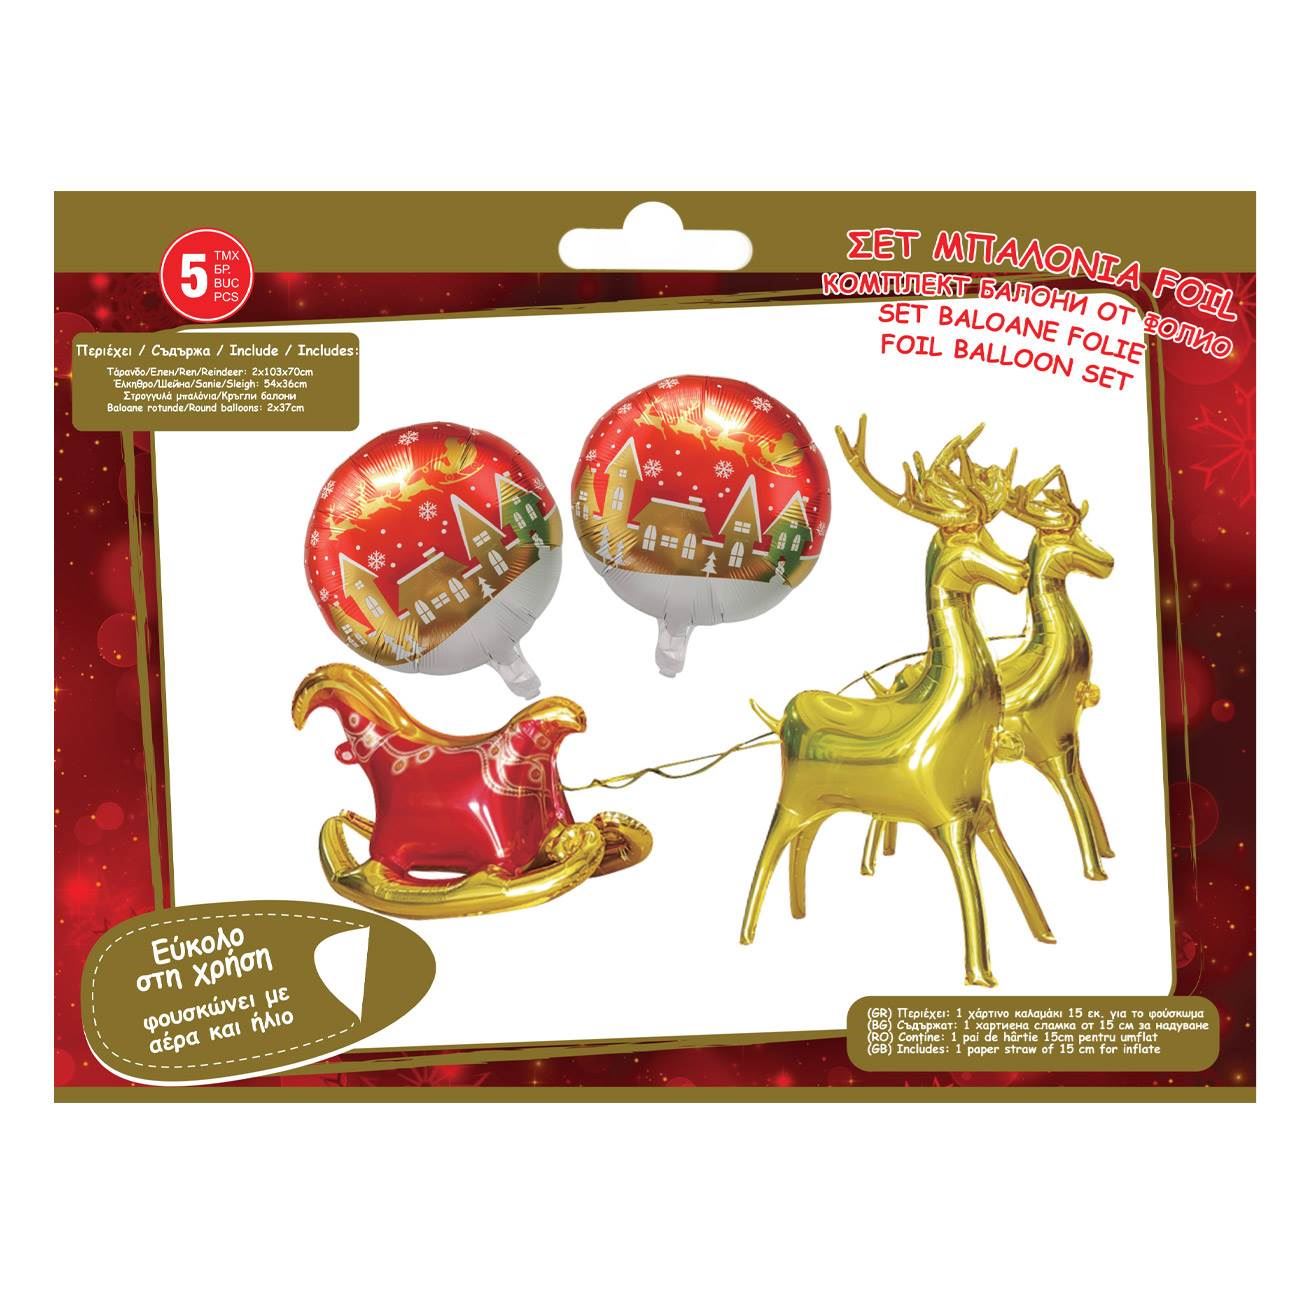 5
ΤΜΧ
БР.
BUC
PCS
ΣΕΤ ΜΠΑΛΟΝΙΑ FOIL
КОМПЛЕКТ БАЛОНИ ОТ ФОЛИО
SET BALOANE FOLIE
FOIL BALLOON SET
Περιέχει / Съдържа / Include / Includes:
Τάρανδο/Елен/Ren/Reindeer: 2x103x70cm
Έλκηθρο/Шейна/Sanie/Sleigh: 54x36cm
Στρογγυλά μπαλόνια/Кръгли балони
Baloane rotunde/Round balloons: 2x37cm
Εύκολο
στη χρήση
φουσκώνει με
αέρα και ήλιο
(GR) Περιέχει: 1 χάρτινο καλαμάκι 15 εκ. για το φούσκωμα
(BG) Съдържат: 1 хартиена сламка от 15 см за надуване
(RO) Conține: 1 pai de hârtie 15cm pentru umflat
(GB) Includes: 1 paper straw of 15 cm for inflate